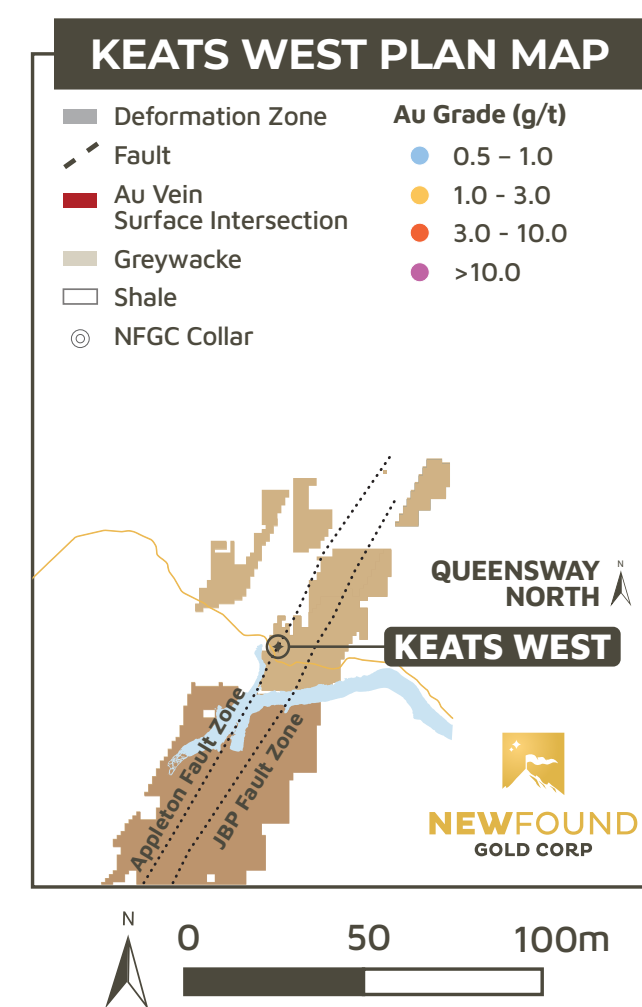 KEATS WEST PLAN MAP
Deformation Zone
Fault
Au Vein
Surface Intersection
Greywacke
Shale
NFGC Collar
Au Grade (g/t)
0.5 – 1.0
1.0 - 3.0
3.0 - 10.0
>10.0
QUEENSWAY
NORTH
N
KEATS WEST
Appleton Fault Zone
JBP Fault Zone
NEWFOUND
GOLD CORP
N
0 50 100m